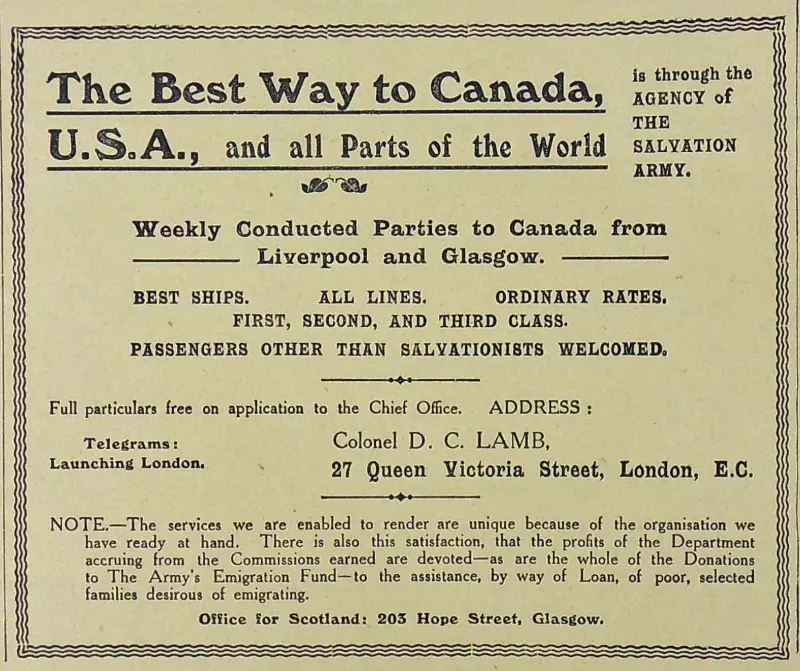 The Best Way to Canada,
U.S.A., and all Parts of the World
is through the
AGENCY of
THE
SALVATION
ARMY.
Weekly Conducted Parties to Canada from
Liverpool and Glasgow.
BEST SHIPS. ALL LINES. ORDINARY RATES.
FIRST, SECOND, AND THIRD CLASS.
PASSENGERS OTHER THAN SALVATIONISTS WELCOMED.
Full particulars free on application to the Chief Office. ADDRESS :
Telegrams:
Launching London.
Colonel D. C. LAMB,
27 Queen Victoria Street, London, E.C.
NOTE.—The services we are enabled to render are unique because of the organisation we
have ready at hand. There is also this satisfaction, that the profits of the Department
accruing from the Commissions earned are devoted—as are the whole of the Donations
to The Army's Emigration Fund—to the assistance, by way of Loan, of poor, selected
families desirous of emigrating.
Office for Scotland: 203 Hope Street, Glasgow.